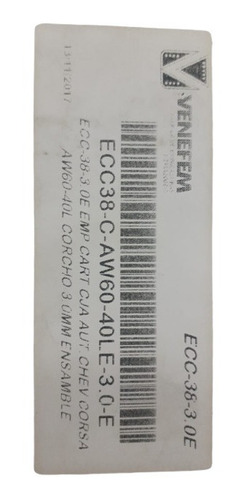 VENEFEM
ECC-38-3.0E
ECC38-C-AW60-40LE-3.0-E
ECC-38-3.0E EMP CART CJA AUT CHEV CORSA
AW60-40L CORCHO 3.0MM ENSAMBLE
13/11/2017